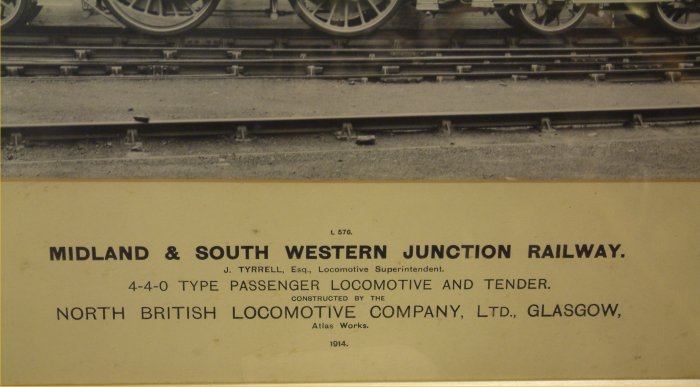 L 576.
MIDLAND & SOUTH WESTERN JUNCTION RAILWAY.
J. TYRRELL, Esq., Locomotive Superintendent.
4-4-0 TYPE PASSENGER LOCOMOTIVE AND TENDER.
CONSTRUCTED BY THE
NORTH BRITISH LOCOMOTIVE COMPANY, LTD., GLASGOW,
Atlas Works.
1914.